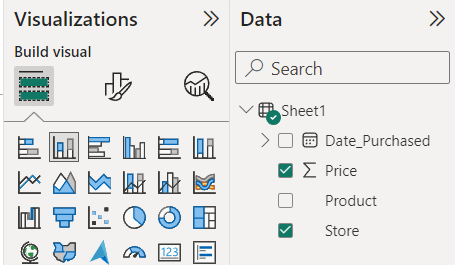 Visualizations
Build visual
123
Data
Search
Sheet1
Date_Purchased
Price
Product
Store